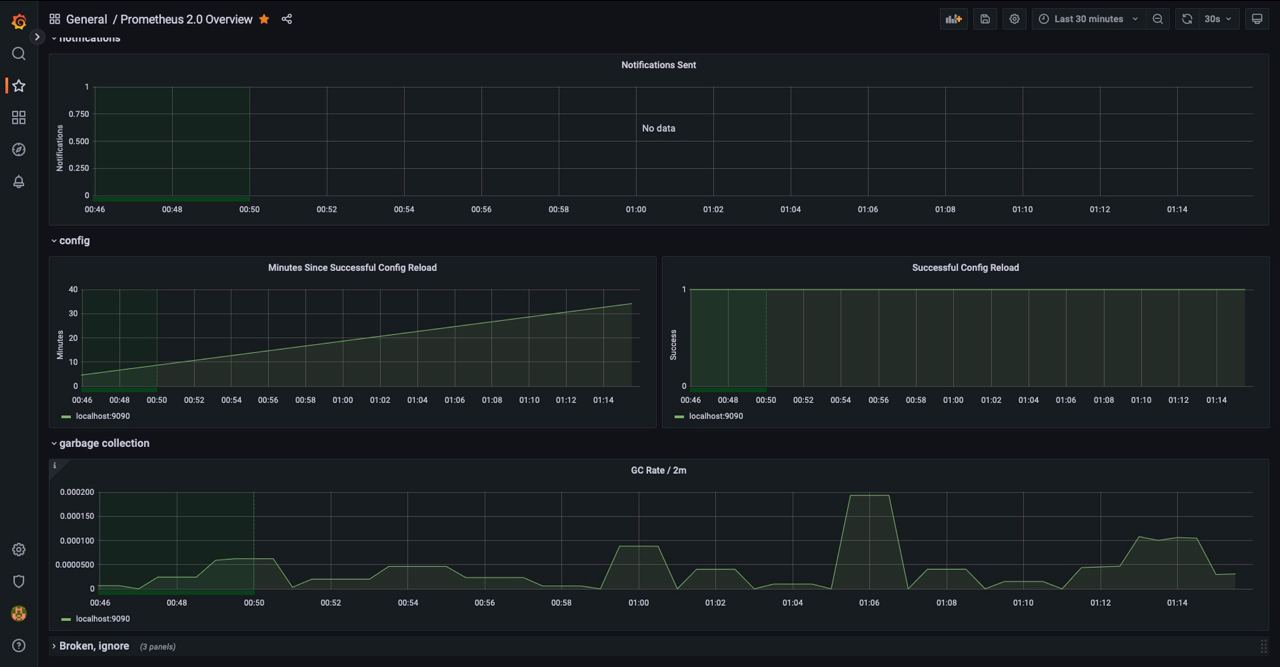 General / Prometheus 2.0 Overview
Last 30 minutes
30s
notifications
Notifications Sent
1
0.750
0.500
0.250
0
Notifications
No data
00:46 00:48 00:50 00:52 00:54 00:56 00:58 01:00 01:02 01:04 01:06 01:08 01:10 01:12 01:14
config
Minutes Since Successful Config Reload
40
30
20
10
0
Minutes
00:46 00:48 00:50 00:52 00:54 00:56 00:58 01:00 01:02 01:04 01:06 01:08 01:10 01:12 01:14
localhost:9090
Successful Config Reload
1
0
Success
00:46 00:48 00:50 00:52 00:54 00:56 00:58 01:00 01:02 01:04 01:06 01:08 01:10 01:12 01:14
localhost:9090
garbage collection
i
GC Rate / 2m
0.000200
0.000150
0.000100
0.0000500
0
00:46 00:48 00:50 00:52 00:54 00:56 00:58 01:00 01:02 01:04 01:06 01:08 01:10 01:12 01:14
localhost:9090
Broken, ignore (3 panels)